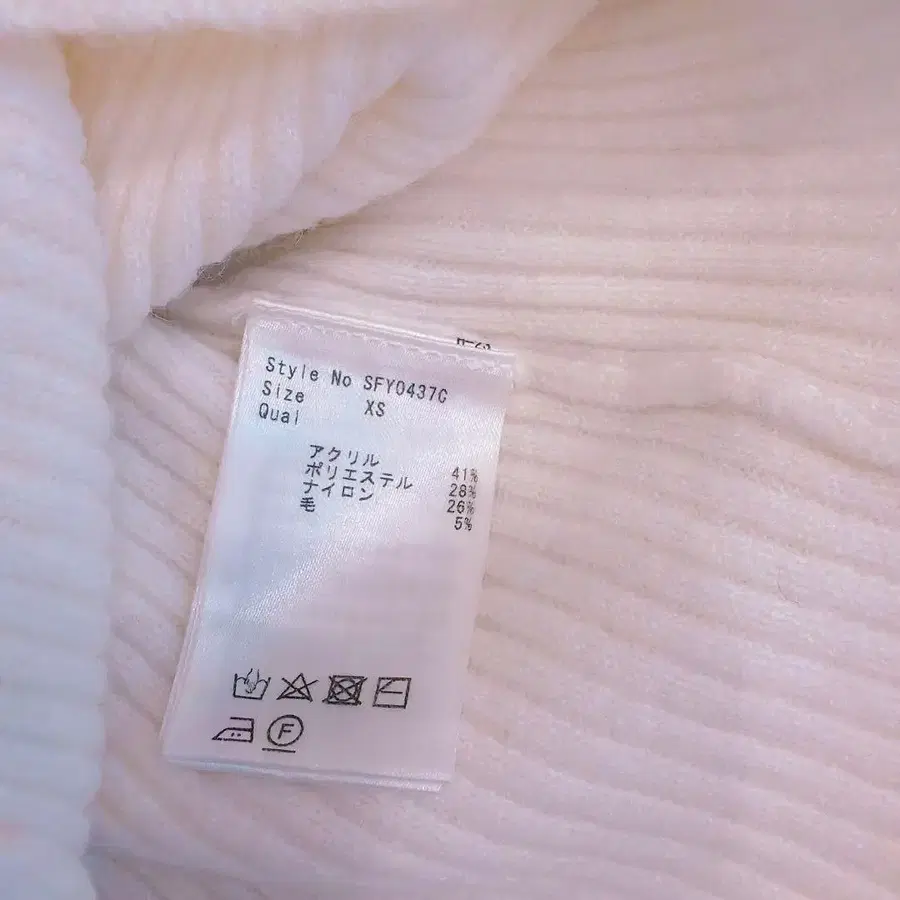 Style No SFY0437G
Size XS
Qual
アクリル 41%
ポリエステル 28%
ナイロン 26%
毛 5%
F